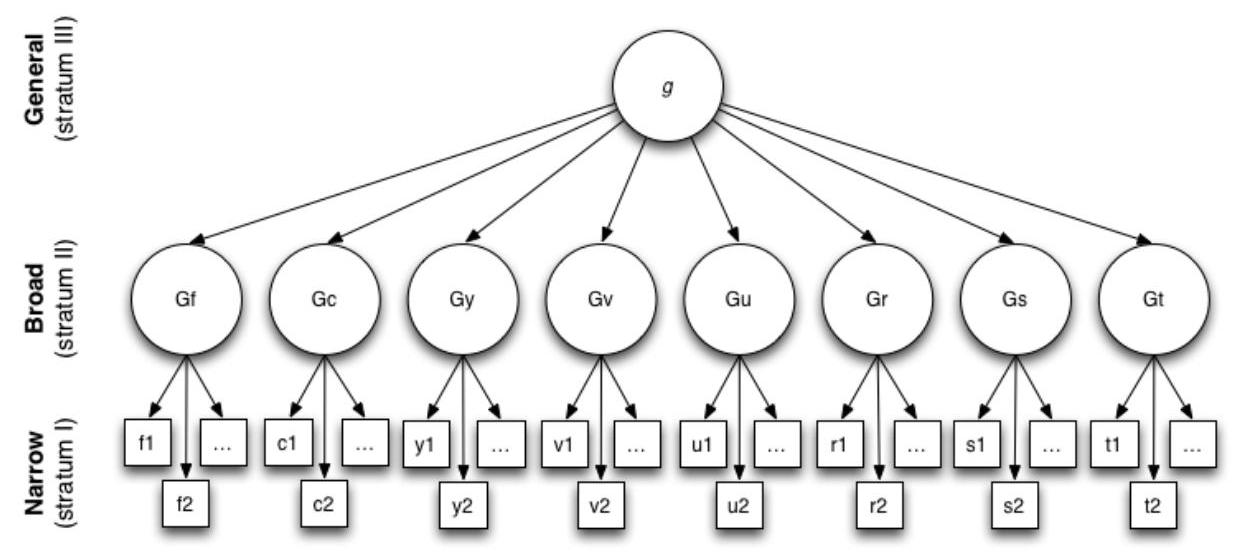 General
(stratum III)
g
Broad
(stratum II)
Gf Gc Gy Gv Gu Gr Gs Gt
Narrow
(stratum I)
f1 ... c1 ... y1 ... v1 ... u1 ... r1 ... s1 ... t1 ...
f2 c2 y2 v2 u2 r2 s2 t2